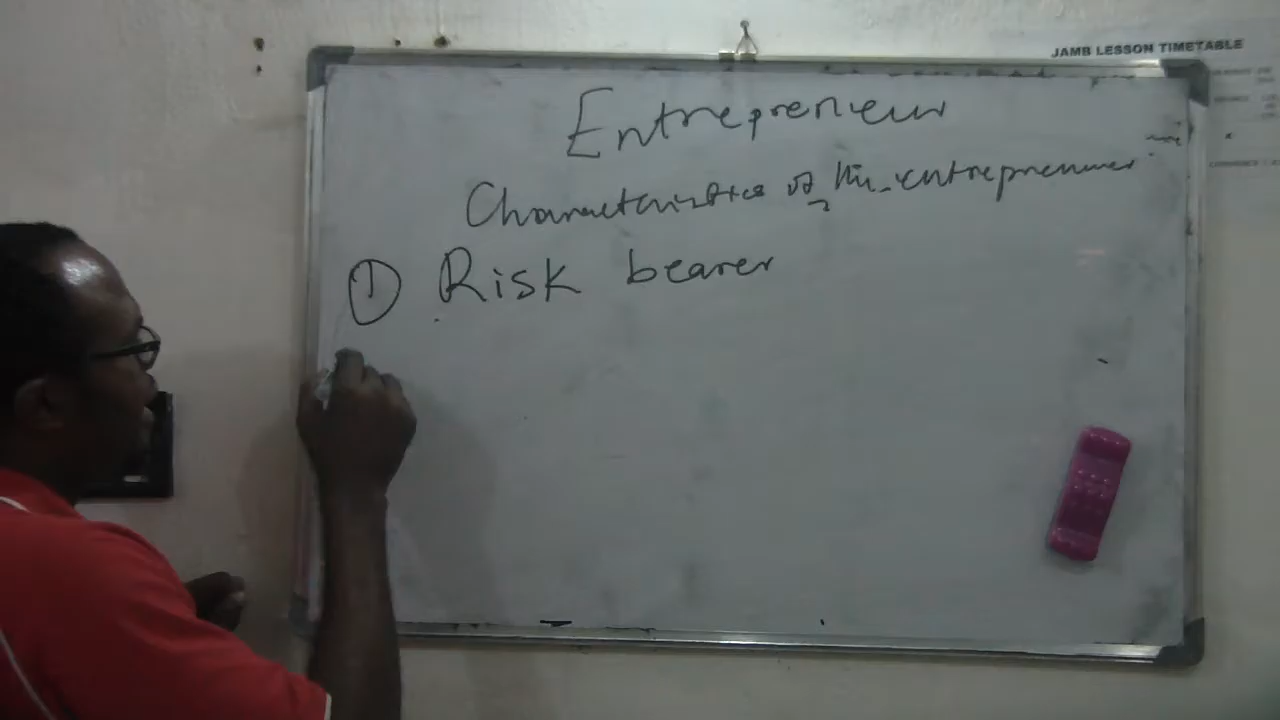 JAMB LESSON TIMETABLE
Entrepreneur
Characteristics of the entrepreneur
① Risk bearer